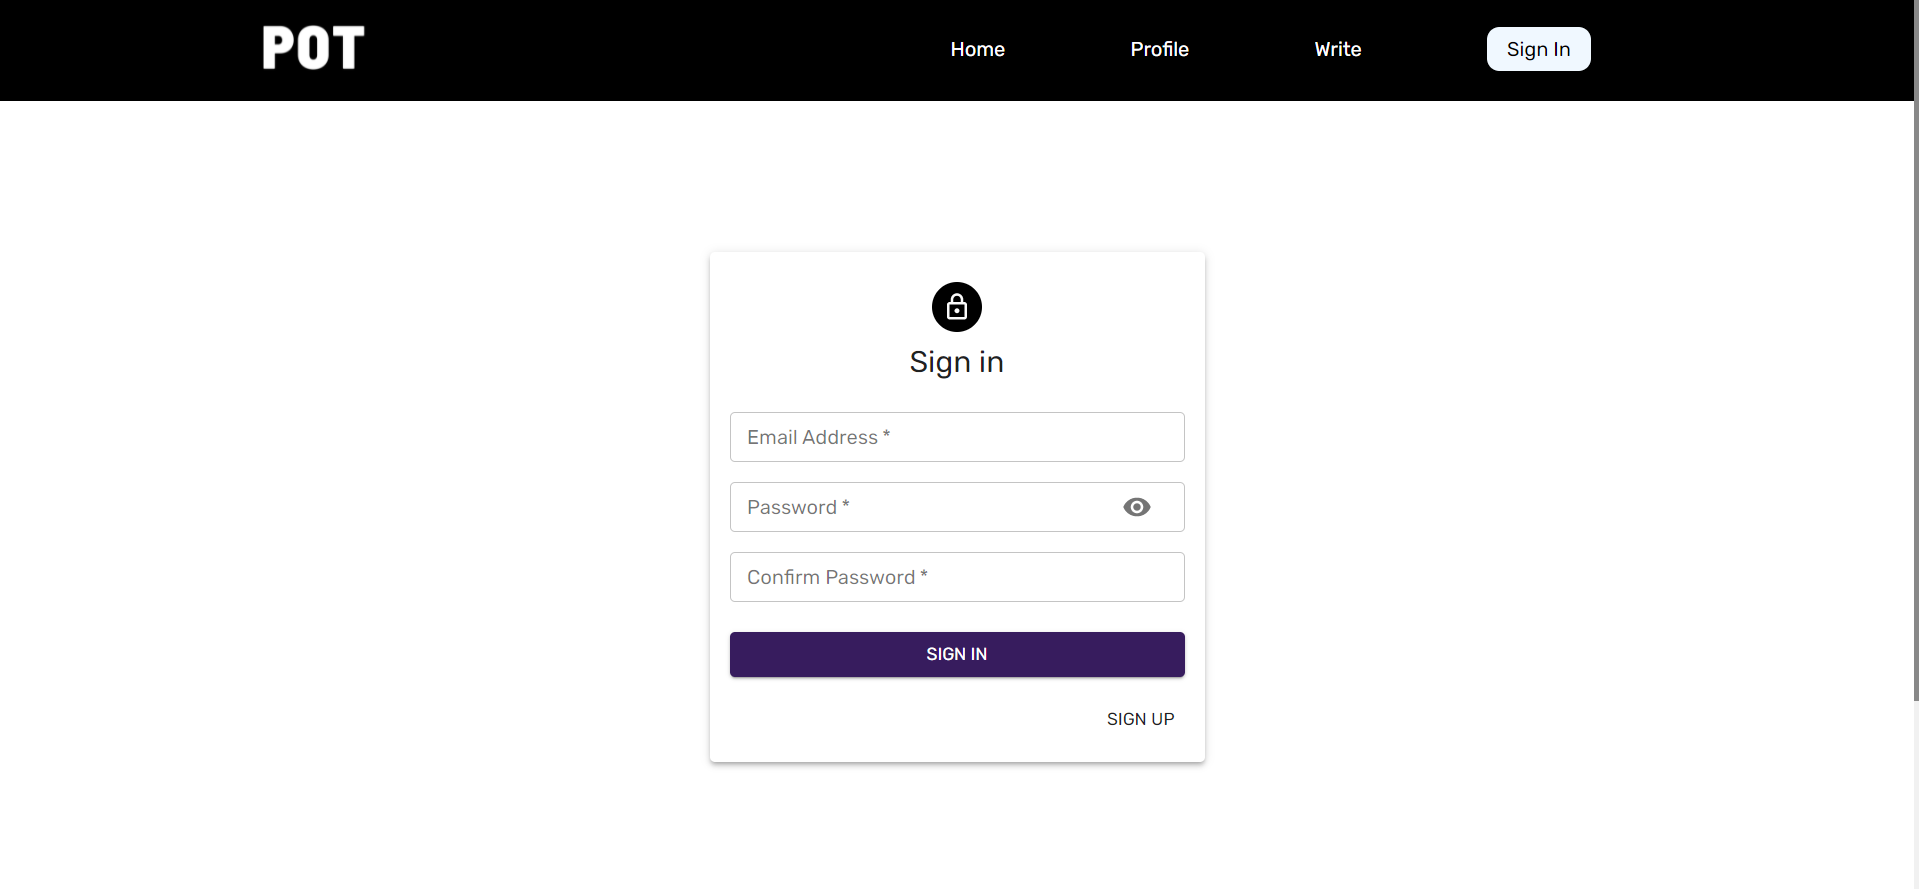 POT
Home Profile Write Sign In
Sign in
Email Address *
Password *
Confirm Password *
SIGN IN
SIGN UP